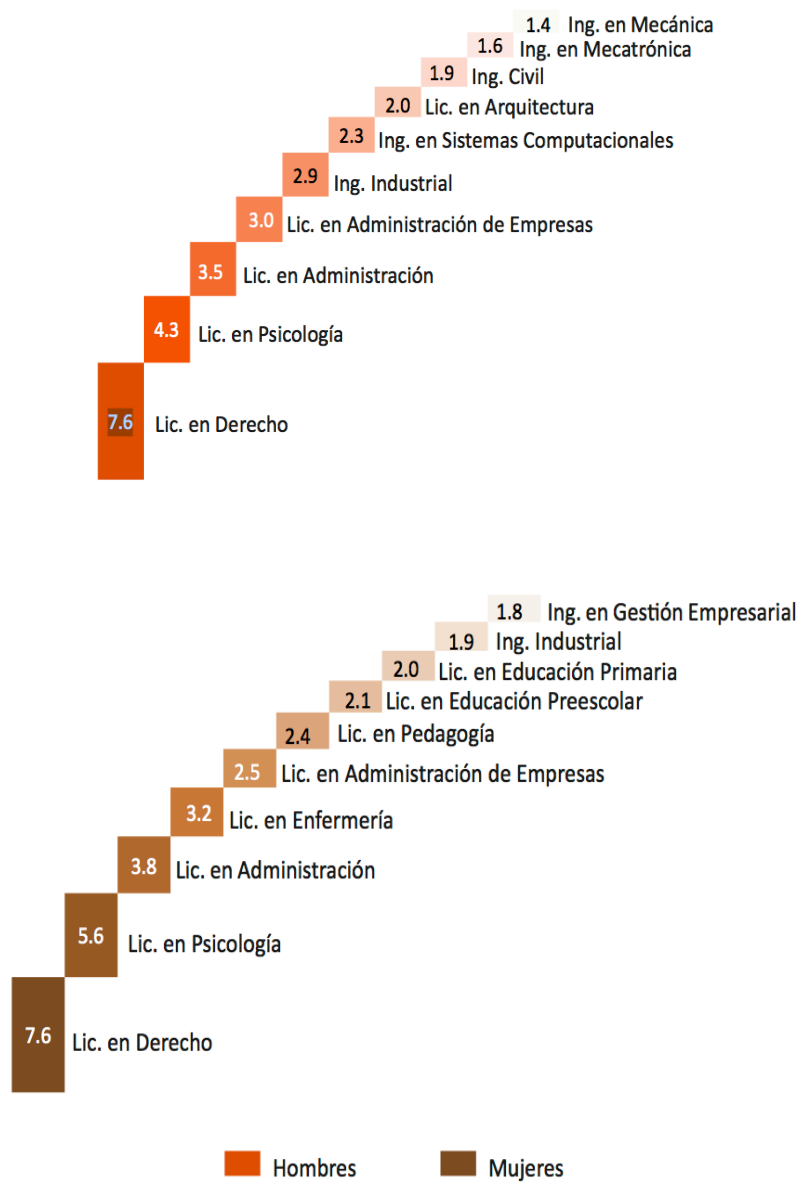 1.4 Ing. en Mecánica
1.6 Ing. en Mecatrónica
1.9 Ing. Civil
2.0 Lic. en Arquitectura
2.3 Ing. en Sistemas Computacionales
2.9 Ing. Industrial
3.0 Lic. en Administración de Empresas
3.5 Lic. en Administración
4.3 Lic. en Psicología
7.6 Lic. en Derecho
1.8 Ing. en Gestión Empresarial
1.9 Ing. Industrial
2.0 Lic. en Educación Primaria
2.1 Lic. en Educación Preescolar
2.4 Lic. en Pedagogía
2.5 Lic. en Administración de Empresas
3.2 Lic. en Enfermería
3.8 Lic. en Administración
5.6 Lic. en Psicología
7.6 Lic. en Derecho
Hombres Mujeres